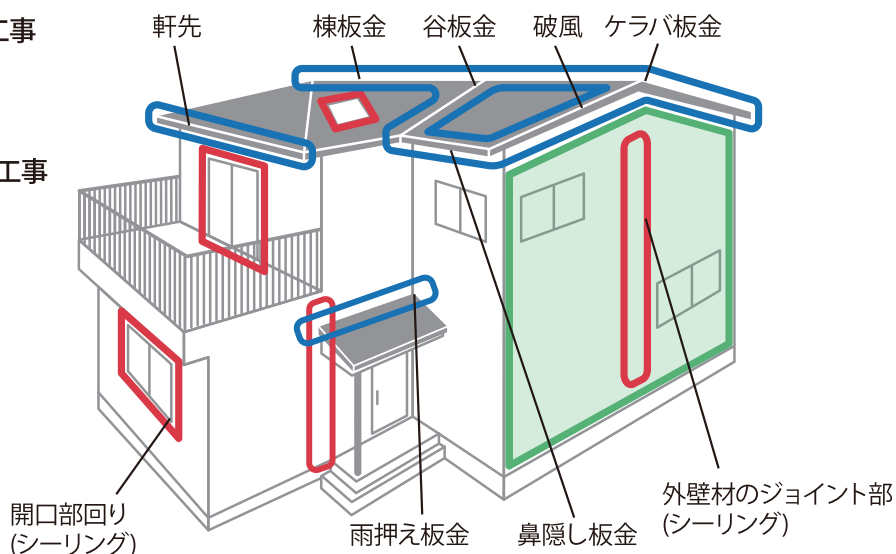 工事
軒先
棟板金
谷板金
破風
ケラバ板金
工事
開口部回り
(シーリング)
雨押え板金
鼻隠し板金
外壁材のジョイント部
(シーリング)